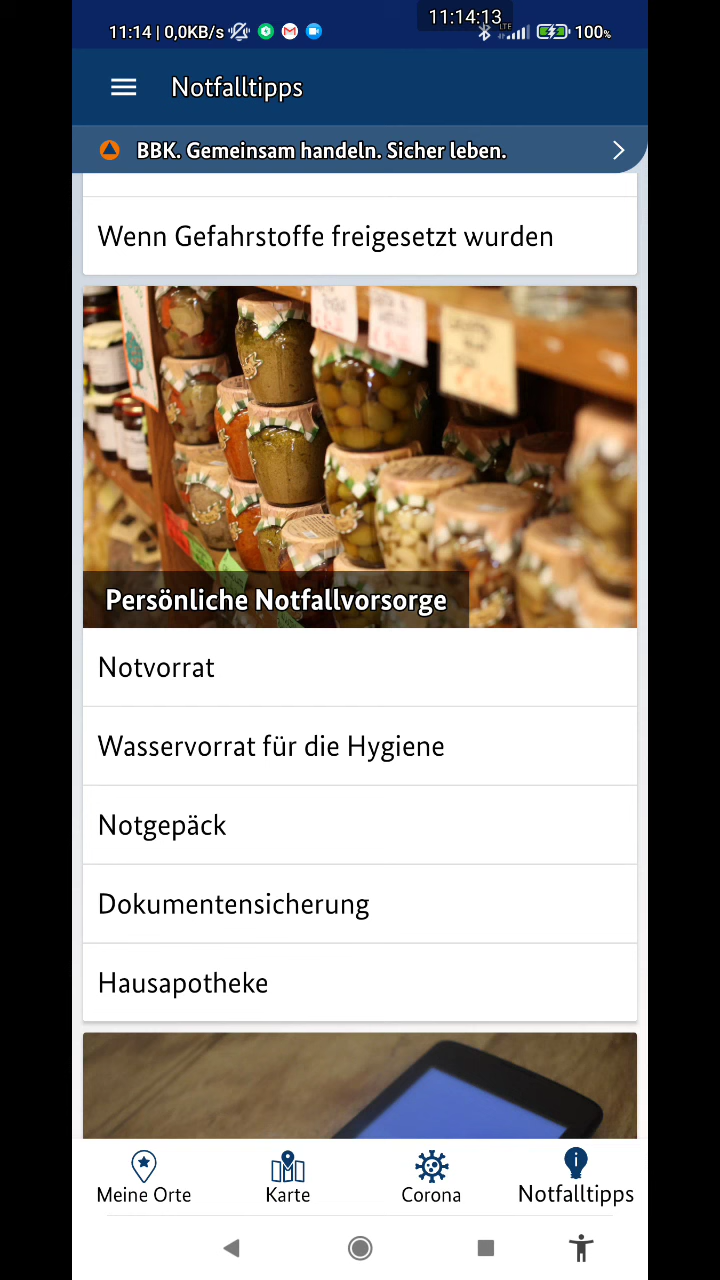 11:14:13
11:14 | 0,0KB/s
LTE
100%
Notfalltipps
BBK. Gemeinsam handeln. Sicher leben.
Wenn Gefahrstoffe freigesetzt wurden
Persönliche Notfallvorsorge
Notvorrat
Wasservorrat für die Hygiene
Notgepäck
Dokumentensicherung
Hausapotheke
Meine Orte
Karte
Corona
Notfalltipps